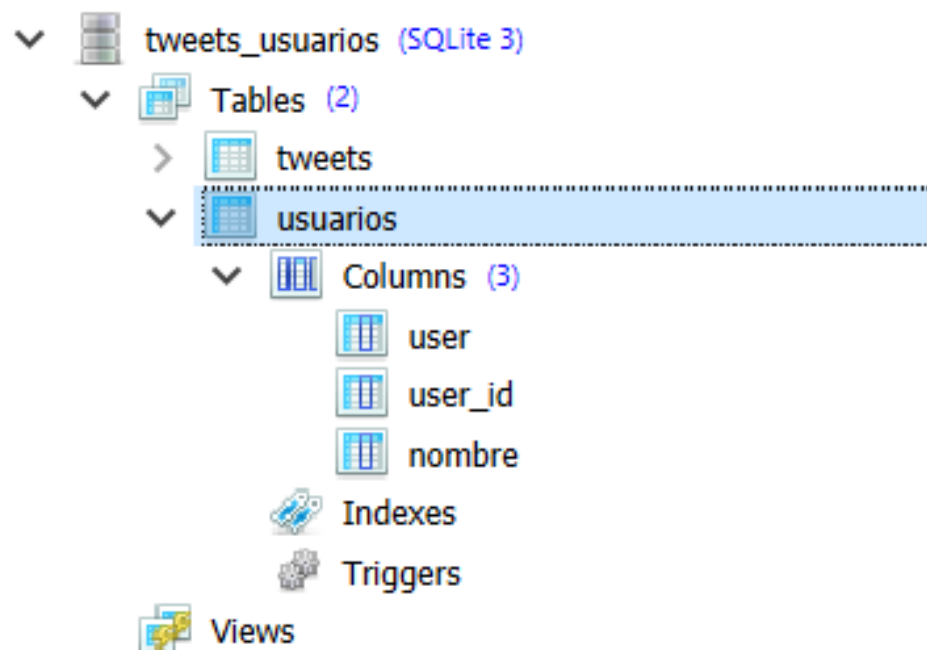 tweets_usuarios (SQLite 3)
Tables (2)
tweets
usuarios
Columns (3)
user
user_id
nombre
Indexes
Triggers
Views